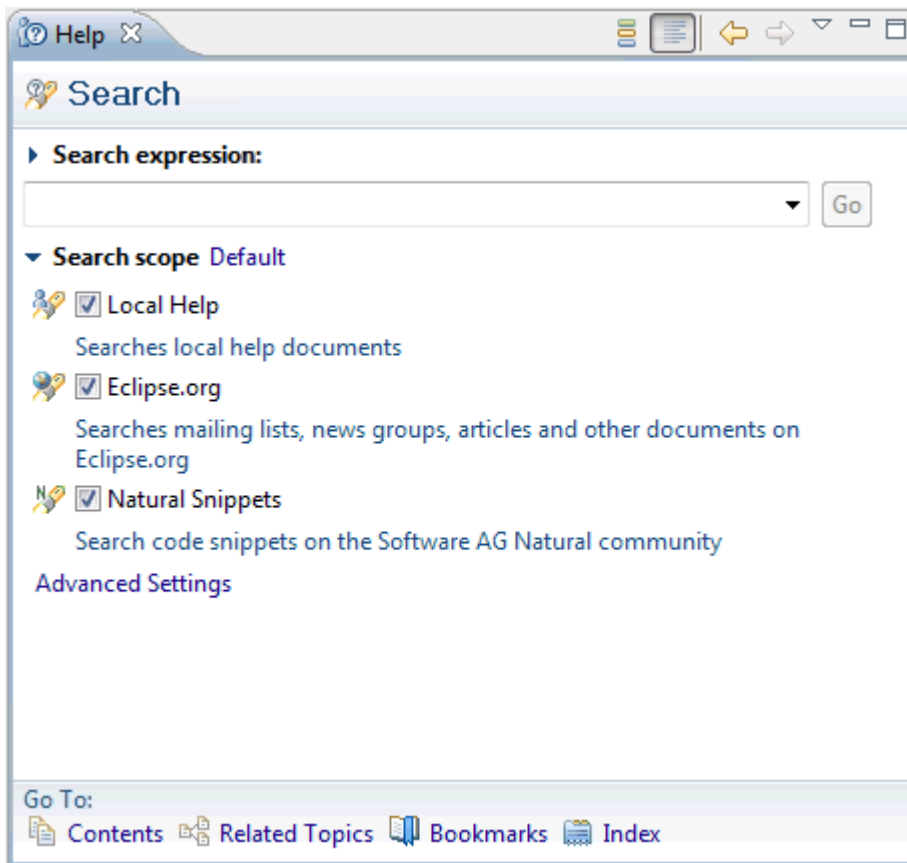 Help
Search
Search expression:
Go
Search scope Default
Local Help
Searches local help documents
Eclipse.org
Searches mailing lists, news groups, articles and other documents on
Eclipse.org
N
Natural Snippets
Search code snippets on the Software AG Natural community
Advanced Settings
Go To:
Contents Related Topics Bookmarks Index